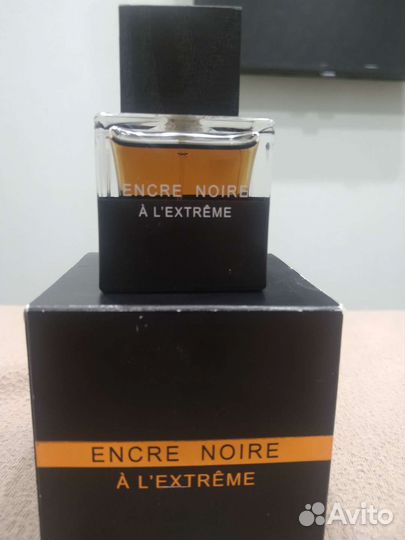 ENCRE NOIRE
À L'EXTRÊME
ENCRE NOIRE
À L'EXTRÊME
Avito